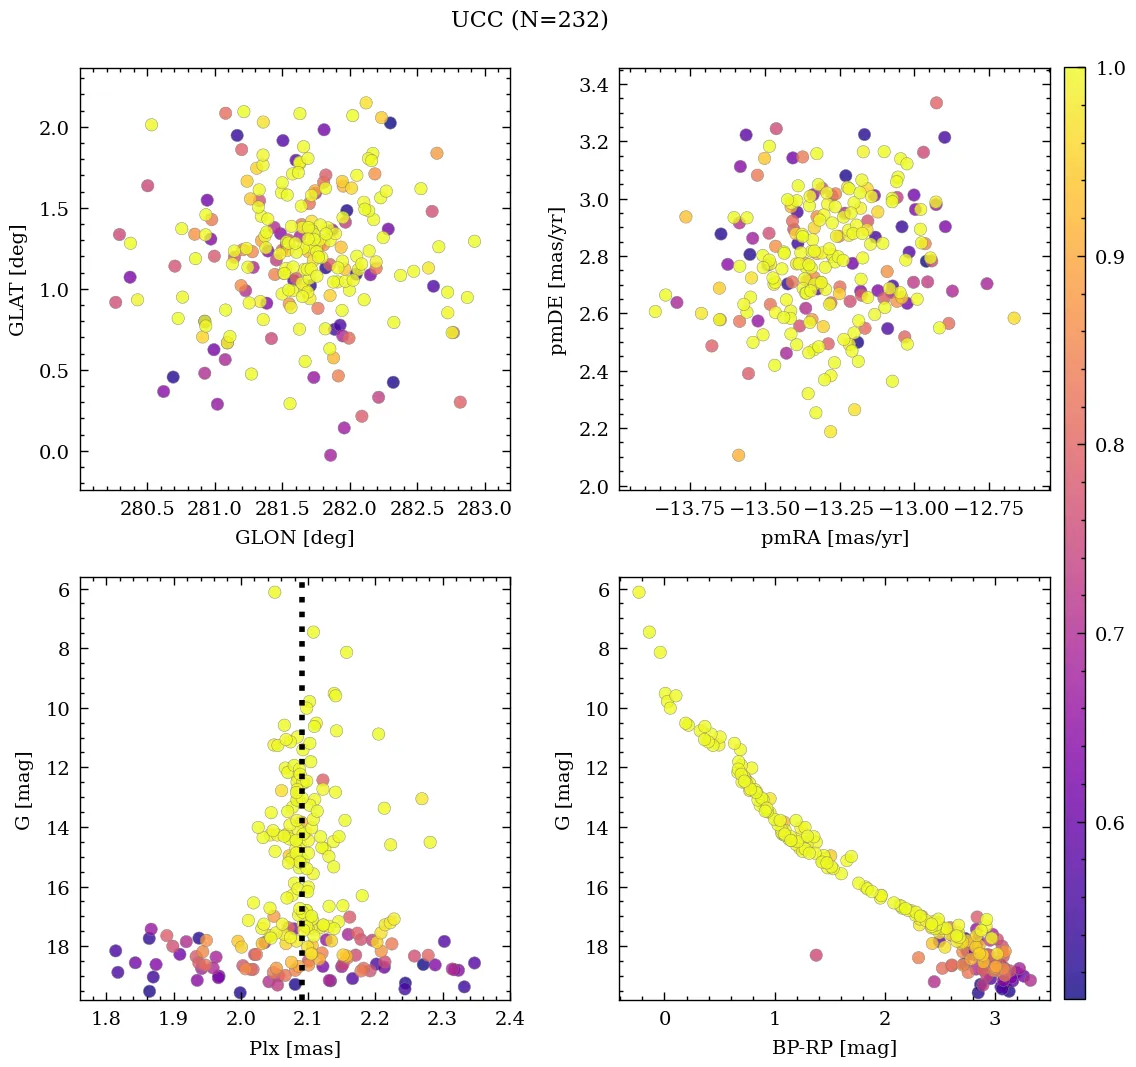 UCC (N=232)
2.0
1.5
1.0
0.5
0.0
GLAT [deg]
280.5 281.0 281.5 282.0 282.5 283.0
GLON [deg]
3.4
3.2
3.0
2.8
2.6
2.4
2.2
2.0
pmDE [mas/yr]
−13.75 −13.50 −13.25 −13.00 −12.75
pmRA [mas/yr]
1.0
0.9
0.8
0.7
0.6
6
8
10
12
14
16
18
G [mag]
1.8 1.9 2.0 2.1 2.2 2.3 2.4
Plx [mas]
6
8
10
12
14
16
18
G [mag]
0 1 2 3
BP-RP [mag]